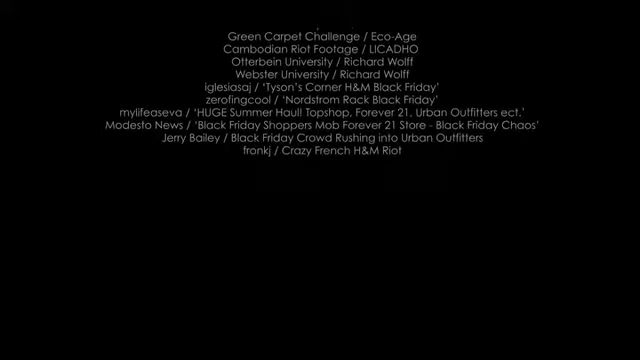 Green Carpet Challenge / Eco-Age
Cambodian Riot Footage / LICADHO
Otterbein University / Richard Wolff
Webster University / Richard Wolff
iglesiasaj / ‘Tyson’s Corner H&M Black Friday’
zerofingcool / ‘Nordstrom Rack Black Friday’
mylifeaseva / ‘HUGE Summer Haul! Topshop, Forever 21, Urban Outfitters ect.’
Modesto News / ‘Black Friday Shoppers Mob Forever 21 Store - Black Friday Chaos’
Jerry Bailey / Black Friday Crowd Rushing into Urban Outfitters
fronkj / Crazy French H&M Riot